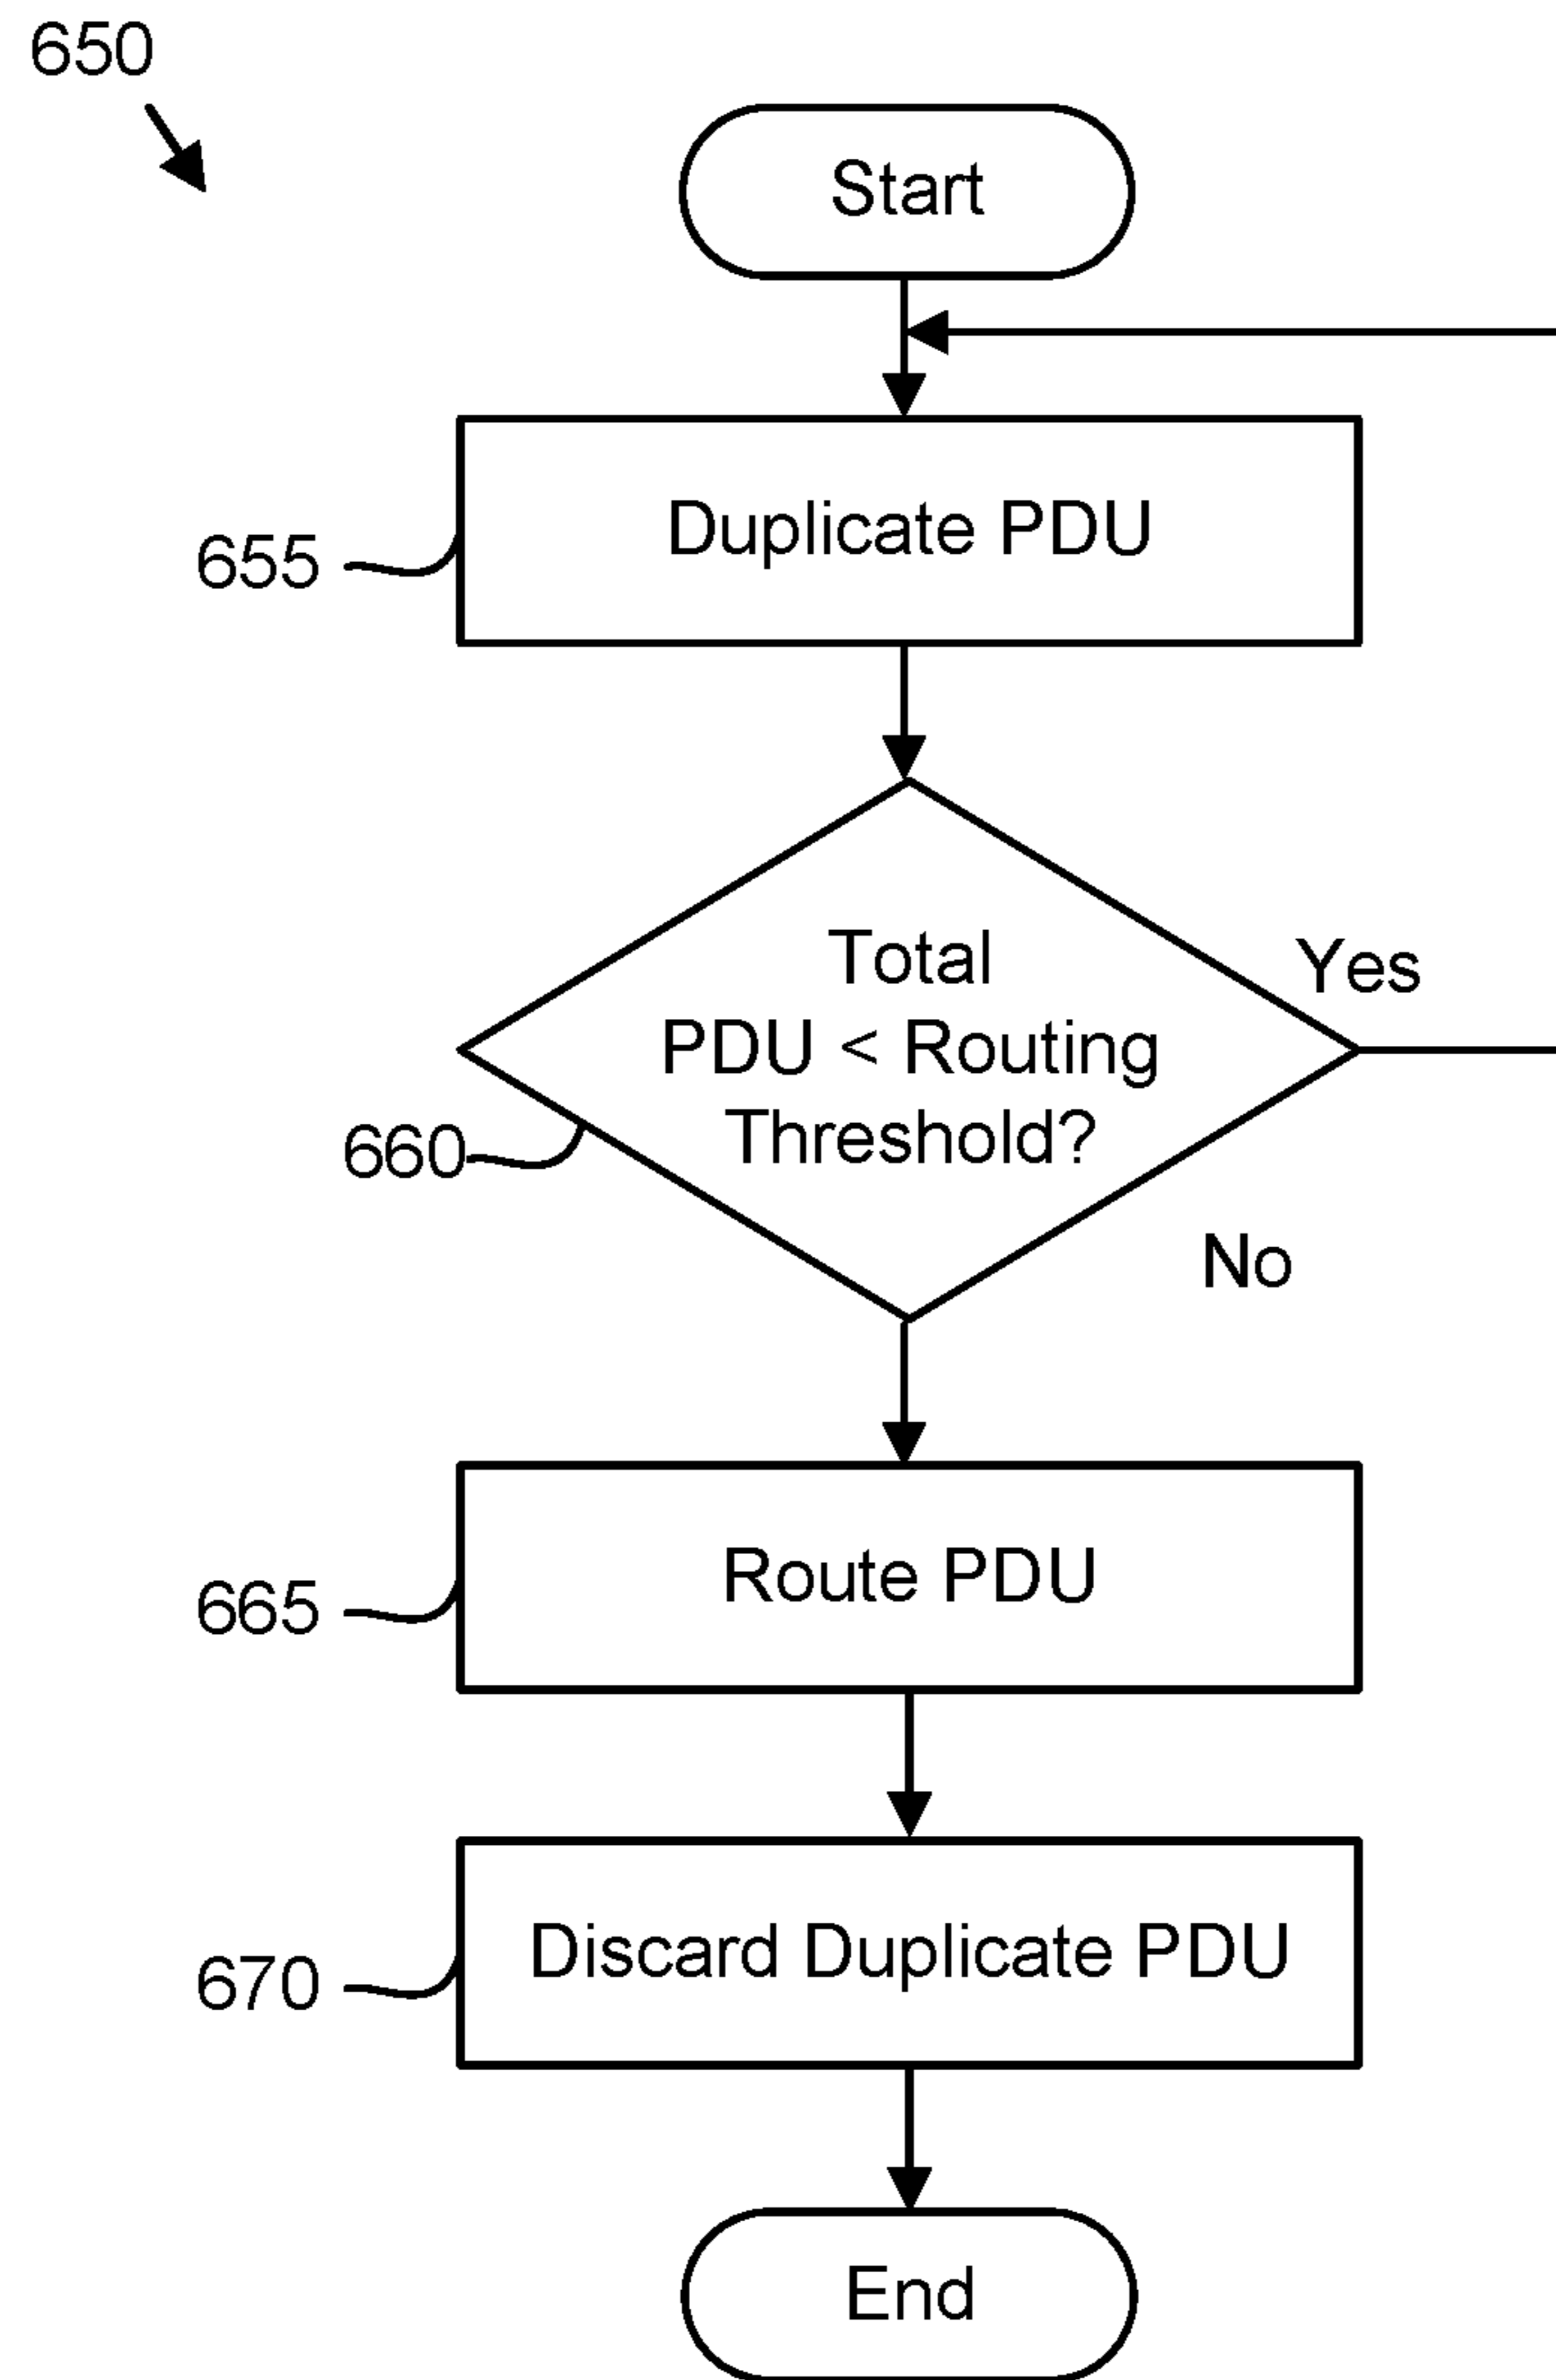 650
Start
Duplicate PDU
655
Total
PDU < Routing
Threshold?
Yes
660
No
Route PDU
665
Discard Duplicate PDU
670
End